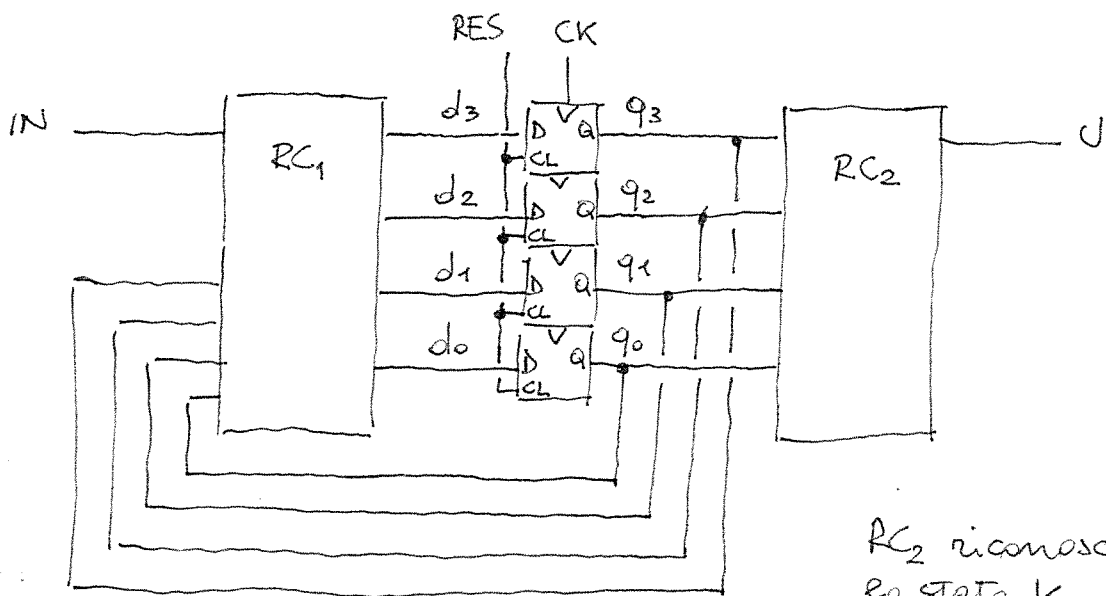 RES CK
IN
RC1
d3
D Q
CL
q3
RC2
U
d2
D Q
CL
q2
d1
D Q
CL
q1
d0
D Q
CL
q0
RC2 riconosc
lo stato K